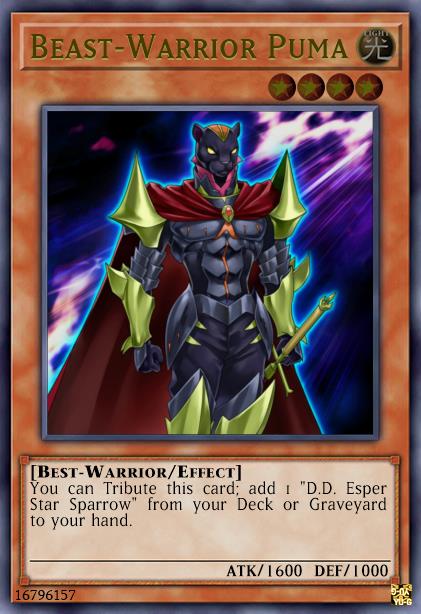 Beast-Warrior Puma
LIGHT
光
[Best-Warrior/Effect]
You can Tribute this card; add 1 "D.D. Esper
Star Sparrow" from your Deck or Graveyard
to your hand.
ATK/1600 DEF/1000
16796157